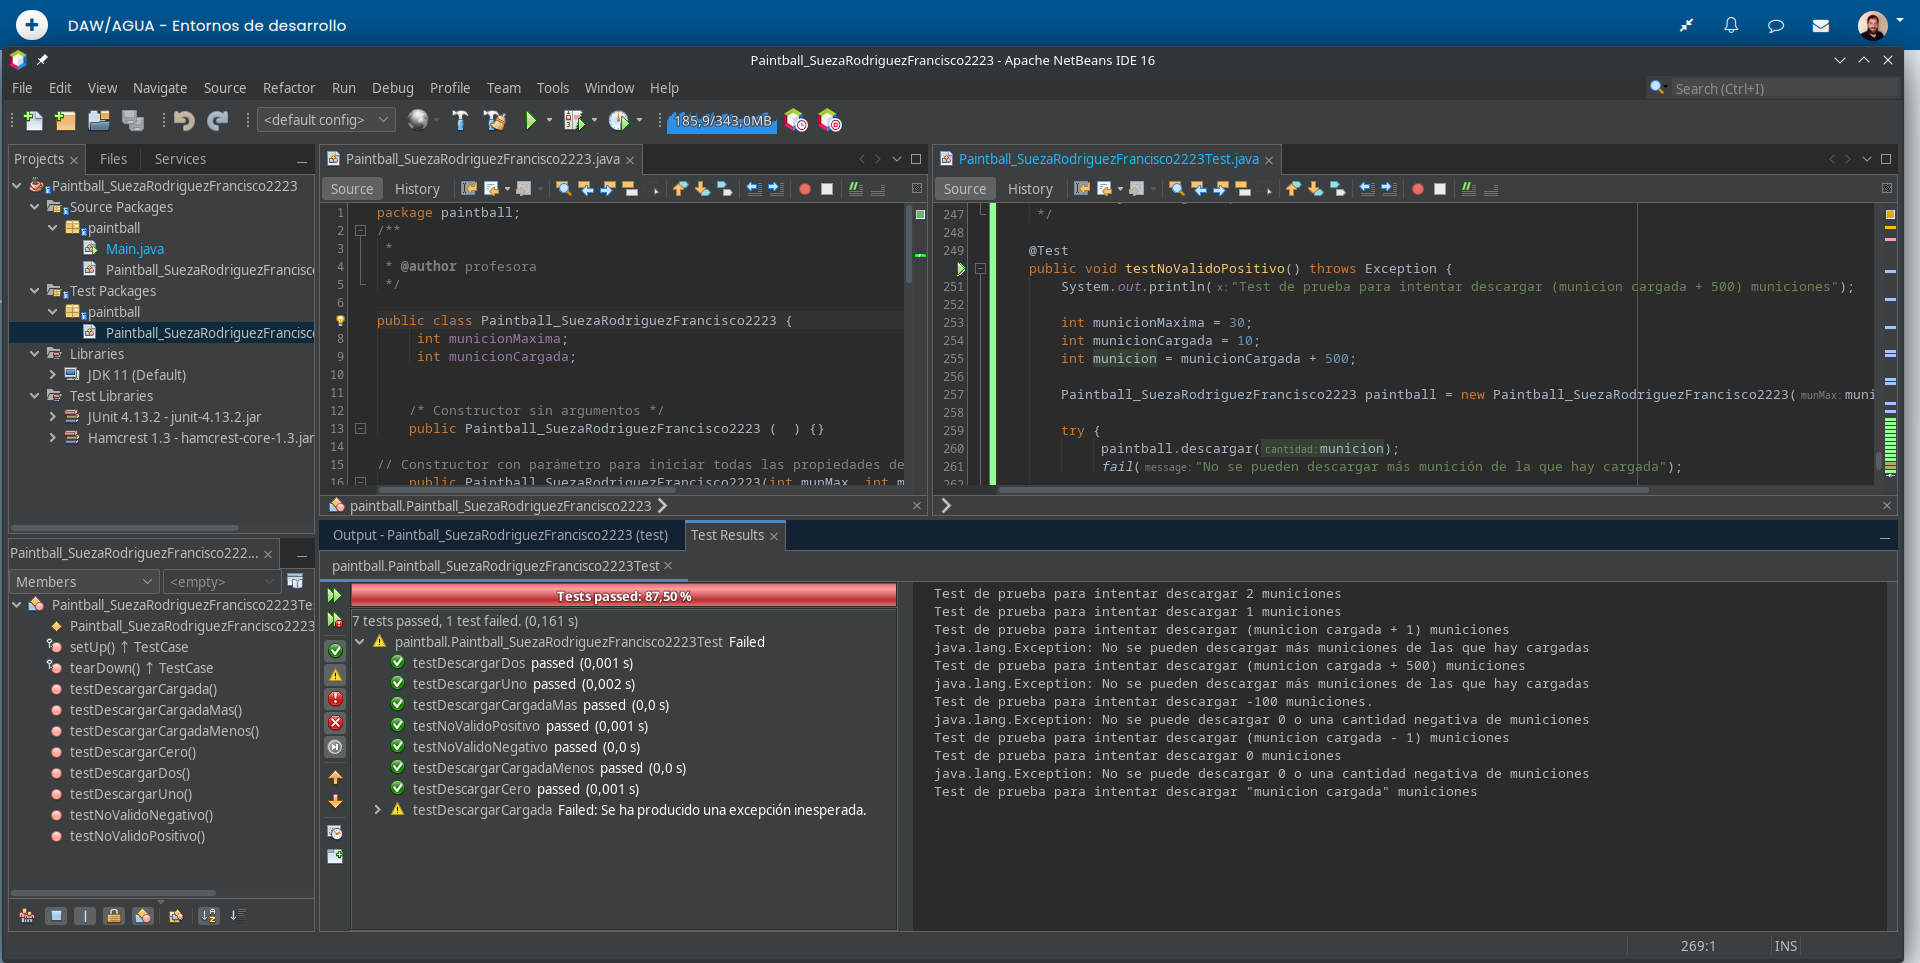 DAW/AGUA - Entornos de desarrollo
Paintball_SuezaRodriguezFrancisco2223 - Apache NetBeans IDE 16
File Edit View Navigate Source Refactor Run Debug Profile Team Tools Window Help
Search (Ctrl+I)
<default config>
185,9/343,0MB
Projects Files Services
Paintball_SuezaRodriguezFrancisco2223
Source Packages
paintball
Main.java
Paintball_SuezaRodriguezFrancisc
Test Packages
paintball
Paintball_SuezaRodriguezFrancisc
Libraries
JDK 11 (Default)
Test Libraries
JUnit 4.13.2 - junit-4.13.2.jar
Hamcrest 1.3 - hamcrest-core-1.3.jar
Paintball_SuezaRodriguezFrancisco222...
Members <empty>
Paintball_SuezaRodriguezFrancisco2223Te
Paintball_SuezaRodriguezFrancisco2223
setUp() ↑ TestCase
tearDown() ↑ TestCase
testDescargarCargada()
testDescargarCargadaMas()
testDescargarCargadaMenos()
testDescargarCero()
testDescargarDos()
testDescargarUno()
testNoValidoNegativo()
testNoValidoPositivo()
Paintball_SuezaRodriguezFrancisco2223.java
Source History
1 package paintball;
2 /**
3 *
4 * @author profesora
5 */
6
public class Paintball_SuezaRodriguezFrancisco2223 {
8 int municionMaxima;
9 int municionCargada;
10
11
12 /* Constructor sin argumentos */
13 public Paintball_SuezaRodriguezFrancisco2223 ( ) {}
14
15 // Constructor con parámetro para iniciar todas las propiedades de
16 public Paintball_SuezaRodriguezFrancisco2223(int munMax, int m
paintball.Paintball_SuezaRodriguezFrancisco2223
Paintball_SuezaRodriguezFrancisco2223Test.java
Source History
247 */
248
249 @Test
public void testNoValidoPositivo() throws Exception {
251 System.out.println( x: "Test de prueba para intentar descargar (municion cargada + 500) municiones");
252
253 int municionMaxima = 30;
254 int municionCargada = 10;
255 int municion = municionCargada + 500;
256
257 Paintball_SuezaRodriguezFrancisco2223 paintball = new Paintball_SuezaRodriguezFrancisco2223( munMax: muni
258
259 try {
260 paintball.descargar( cantidad: municion);
261 fail( message: "No se pueden descargar más munición de la que hay cargada");
262
Output - Paintball_SuezaRodriguezFrancisco2223 (test) Test Results
paintball.Paintball_SuezaRodriguezFrancisco2223Test
Tests passed: 87,50 %
7 tests passed, 1 test failed. (0,161 s)
paintball.Paintball_SuezaRodriguezFrancisco2223Test Failed
testDescargarDos passed (0,001 s)
testDescargarUno passed (0,002 s)
testDescargarCargadaMas passed (0,0 s)
testNoValidoPositivo passed (0,001 s)
testNoValidoNegativo passed (0,0 s)
testDescargarCargadaMenos passed (0,0 s)
testDescargarCero passed (0,001 s)
testDescargarCargada Failed: Se ha producido una excepción inesperada.
Test de prueba para intentar descargar 2 municiones
Test de prueba para intentar descargar 1 municiones
Test de prueba para intentar descargar (municion cargada + 1) municiones
java.lang.Exception: No se pueden descargar más municiones de las que hay cargadas
Test de prueba para intentar descargar (municion cargada + 500) municiones
java.lang.Exception: No se pueden descargar más municiones de las que hay cargadas
Test de prueba para intentar descargar -100 municiones.
java.lang.Exception: No se puede descargar 0 o una cantidad negativa de municiones
Test de prueba para intentar descargar (municion cargada - 1) municiones
Test de prueba para intentar descargar 0 municiones
java.lang.Exception: No se puede descargar 0 o una cantidad negativa de municiones
Test de prueba para intentar descargar "municion cargada" municiones
269:1 INS